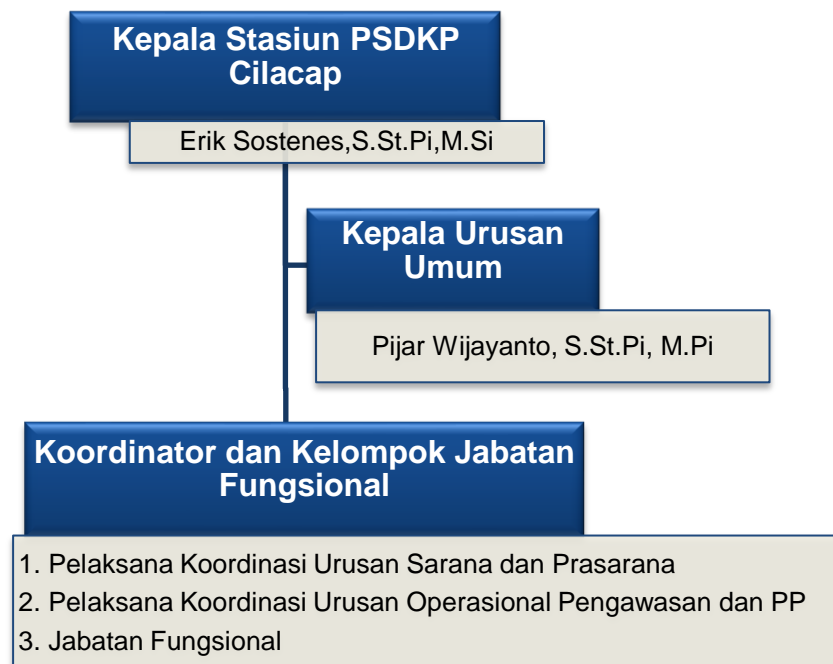 Kepala Stasiun PSDKP
Cilacap
Erik Sostenes,S.St.Pi,M.Si
Kepala Urusan
Umum
Pijar Wijayanto, S.St.Pi, M.Pi
Koordinator dan Kelompok Jabatan
Fungsional
1. Pelaksana Koordinasi Urusan Sarana dan Prasarana
2. Pelaksana Koordinasi Urusan Operasional Pengawasan dan PP
3. Jabatan Fungsional